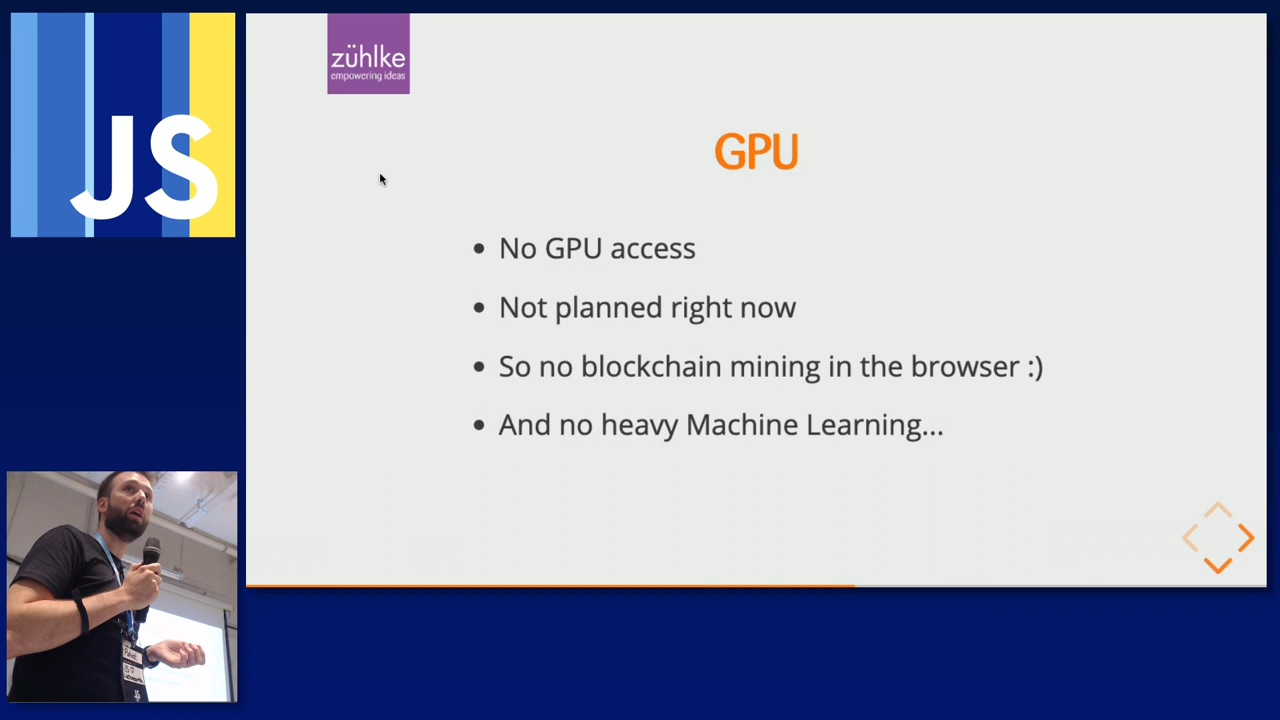 JS
zühlke
empowering ideas
GPU
• No GPU access
• Not planned right now
• So no blockchain mining in the browser :)
• And no heavy Machine Learning...